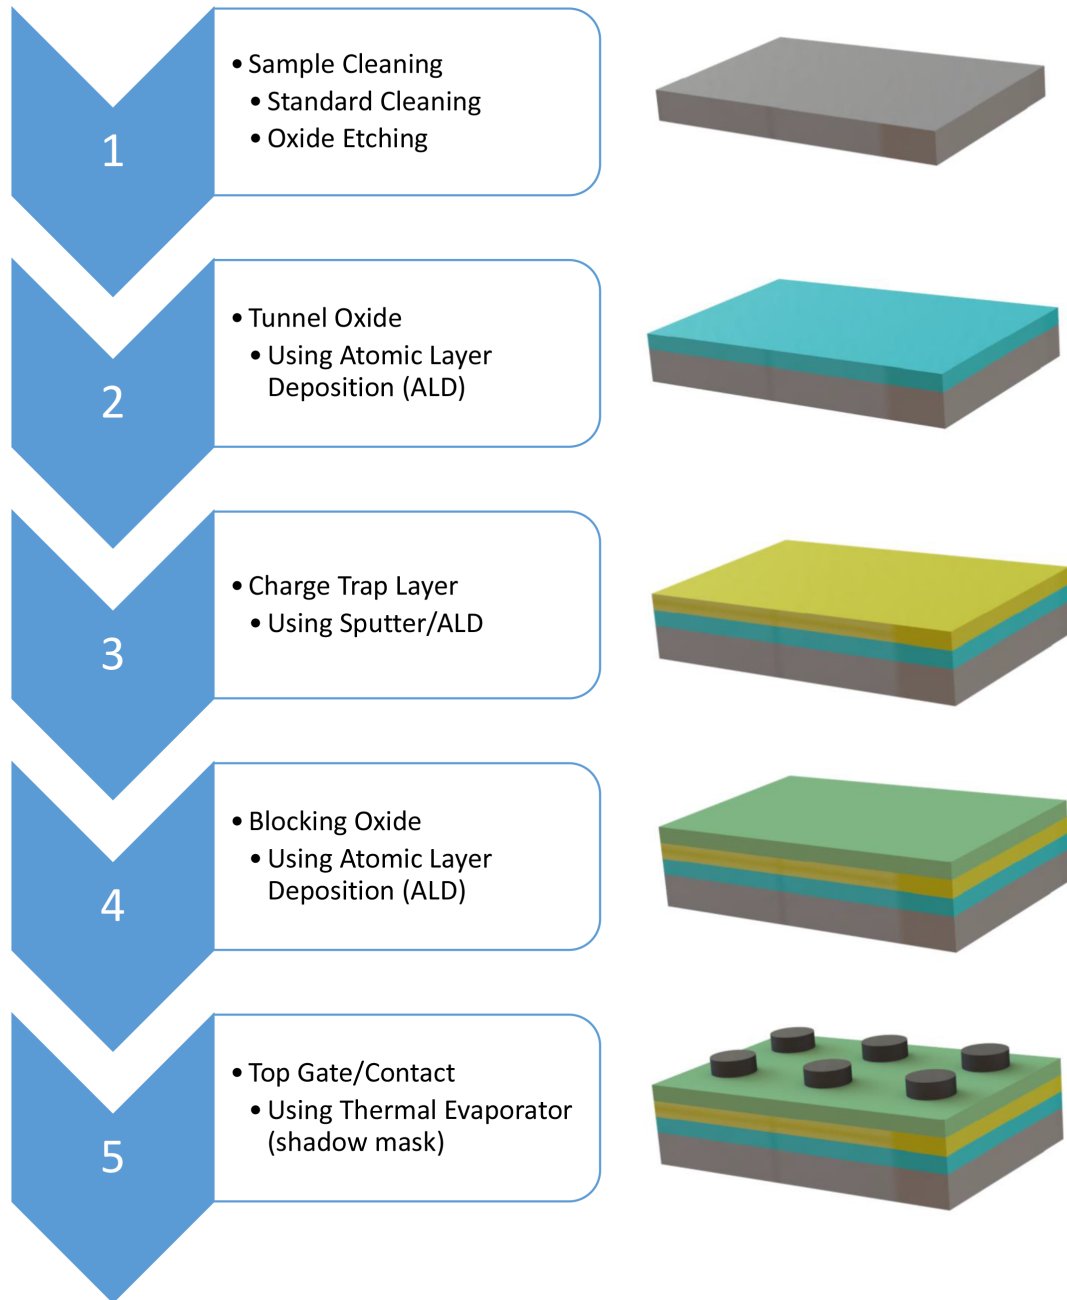 1
• Sample Cleaning
• Standard Cleaning
• Oxide Etching
2
• Tunnel Oxide
• Using Atomic Layer
Deposition (ALD)
3
• Charge Trap Layer
• Using Sputter/ALD
4
• Blocking Oxide
• Using Atomic Layer
Deposition (ALD)
5
• Top Gate/Contact
• Using Thermal Evaporator
(shadow mask)